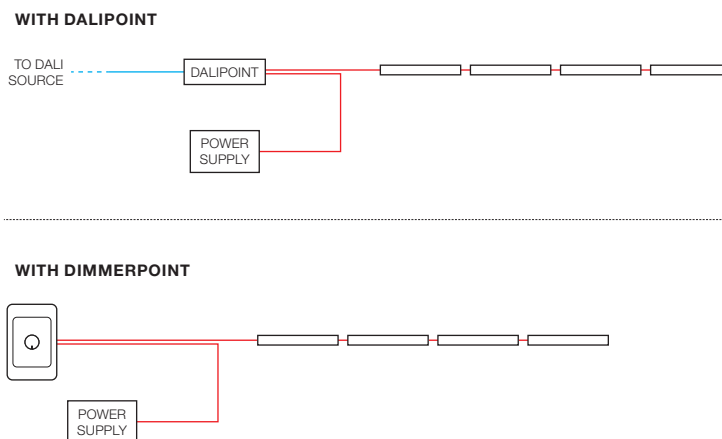 WITH DALIPOINT
TO DALI
SOURCE
DALIPOINT
POWER
SUPPLY
WITH DIMMERPOINT
POWER
SUPPLY